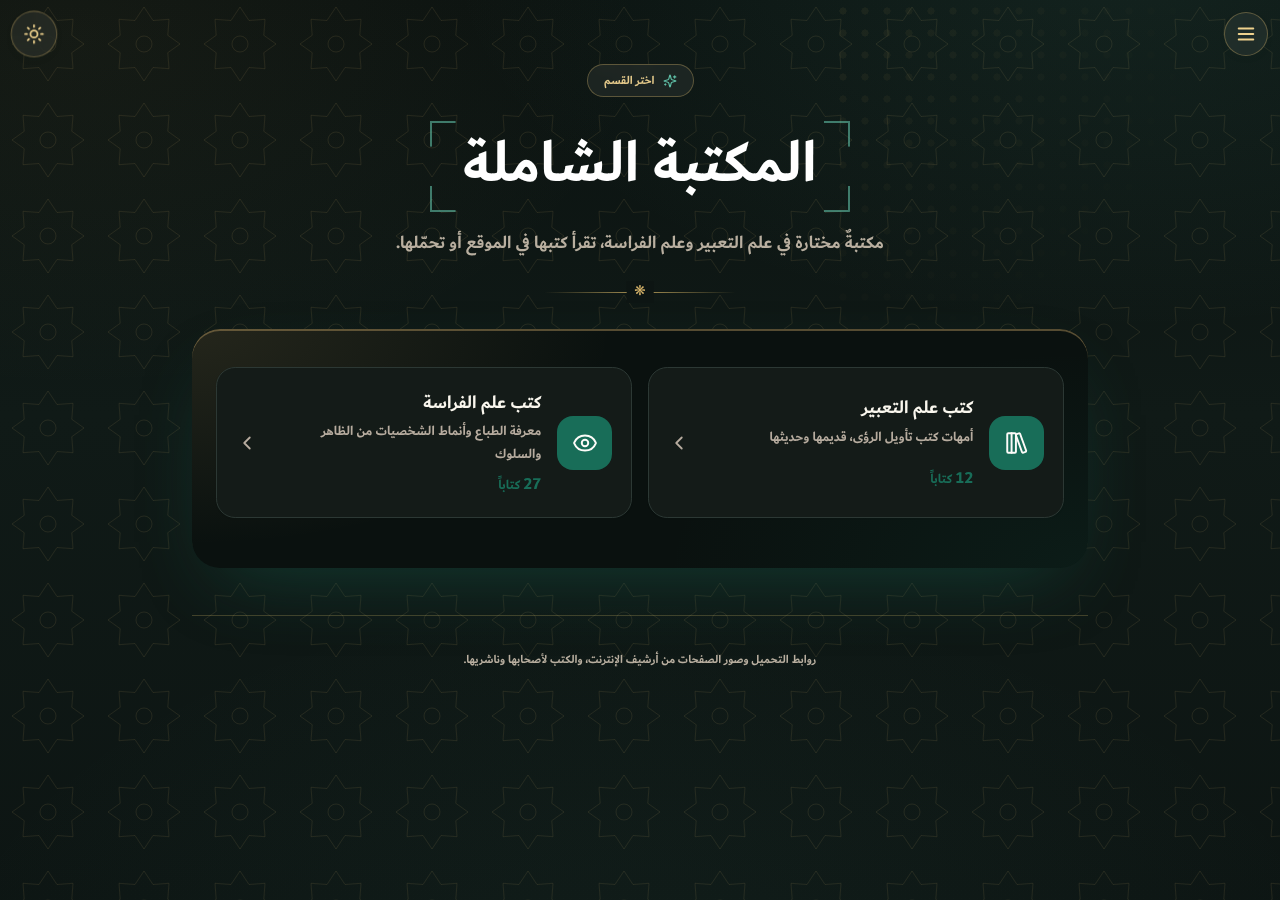 اختر القسم
المكتبة الشاملة
مكتبةٌ مختارة في علم التعبير وعلم الفراسة، تقرأ كتبها في الموقع أو تحمّلها.
كتب علم التعبير
أمهات كتب تأويل الرؤى، قديمها وحديثها
12 كتاباً
كتب علم الفراسة
معرفة الطباع وأنماط الشخصيات من الظاهر
والسلوك
27 كتاباً
روابط التحميل وصور الصفحات من أرشيف الإنترنت، والكتب لأصحابها وناشريها.